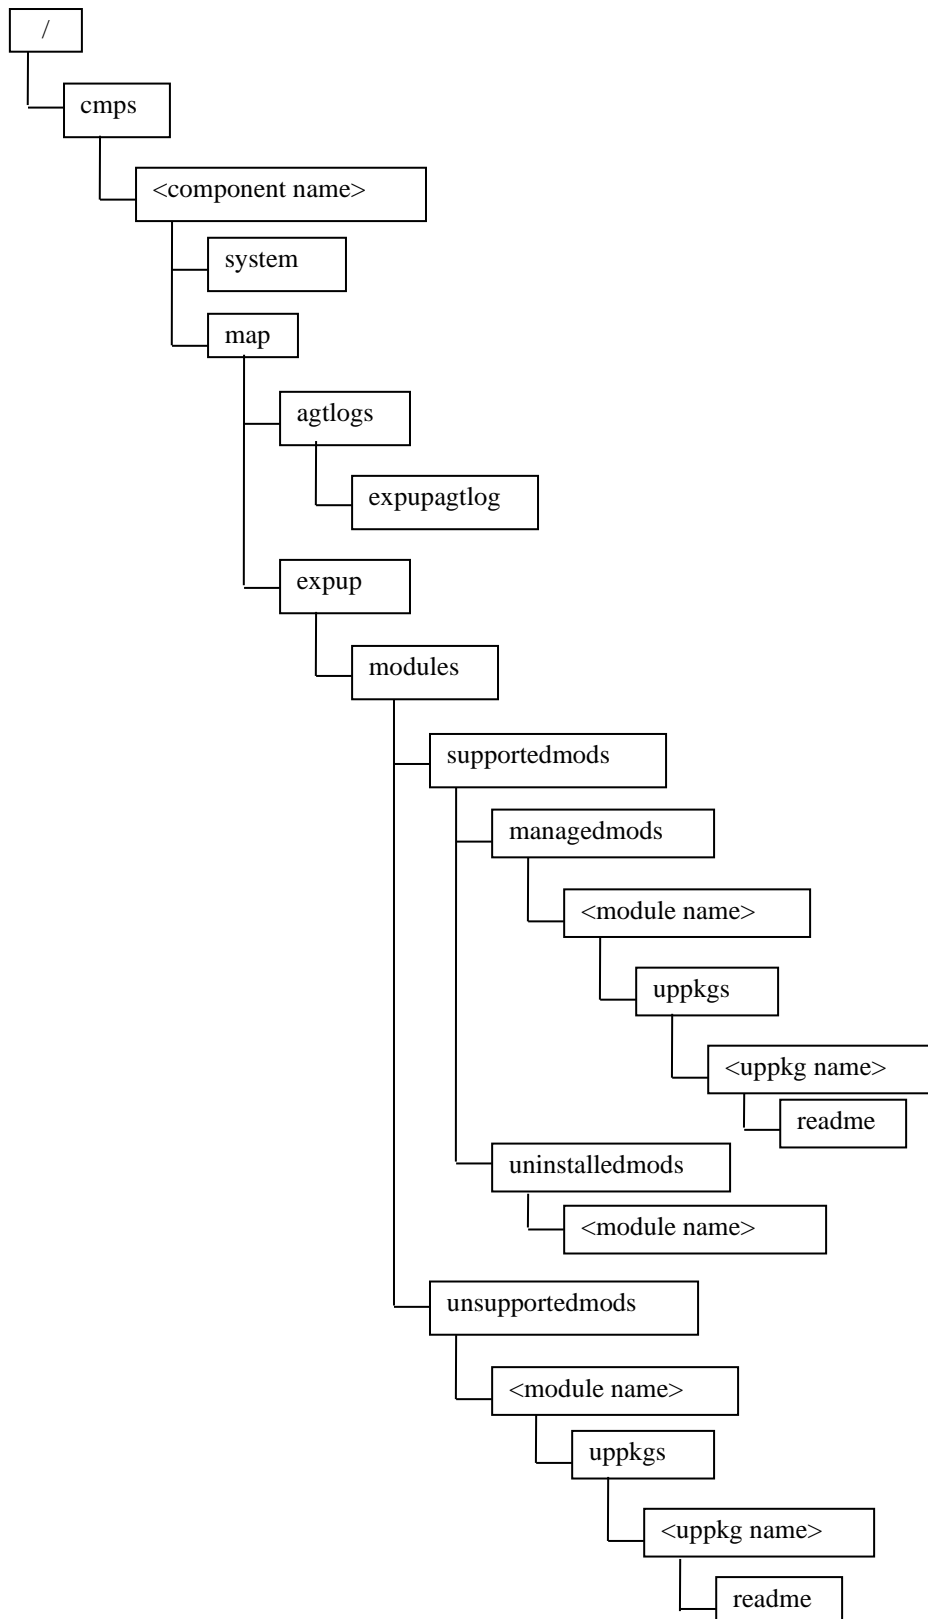 /
cmps
<component name>
system
map
agtlogs
expupagtlog
expup
modules
supportedmods
managedmods
<module name>
uppkgs
<uppkg name>
readme
uninstalledmods
<module name>
unsupportedmods
<module name>
uppkgs
<uppkg name>
readme